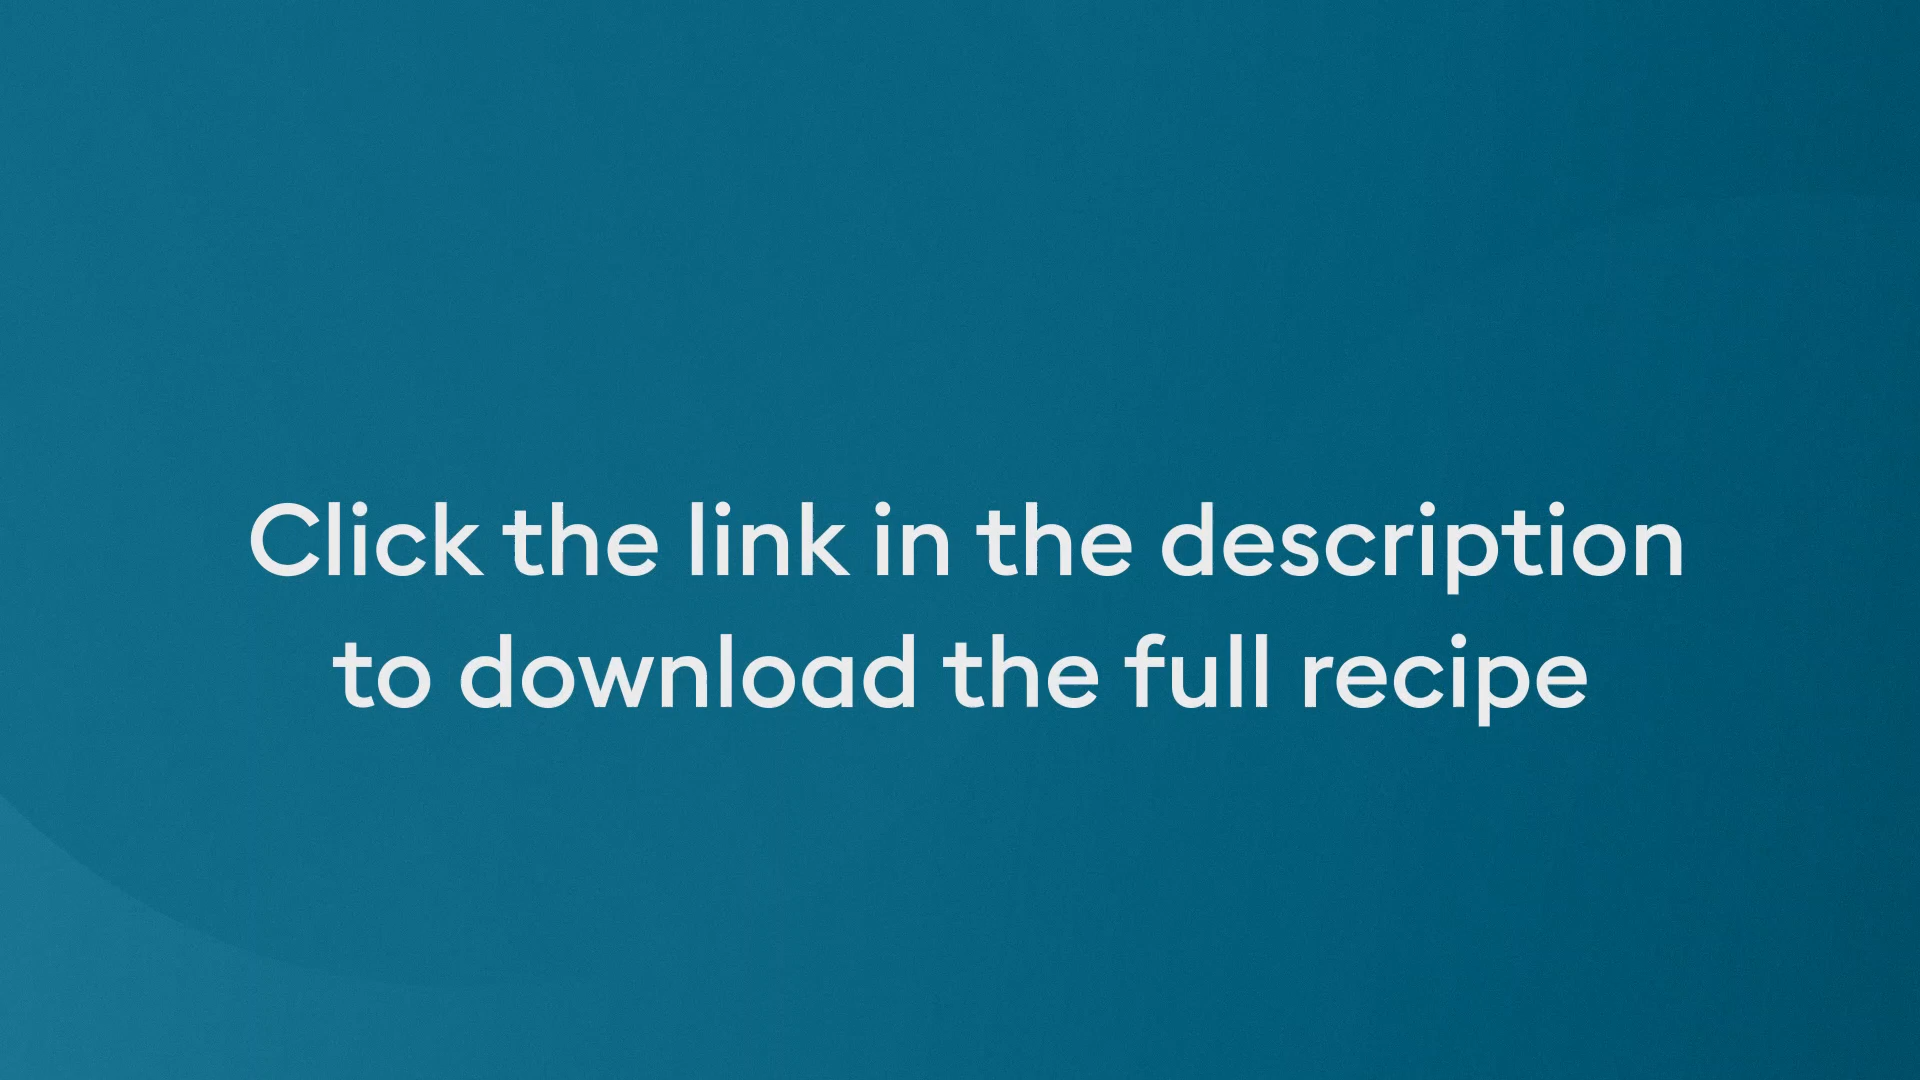 Click the link in the description
to download the full recipe